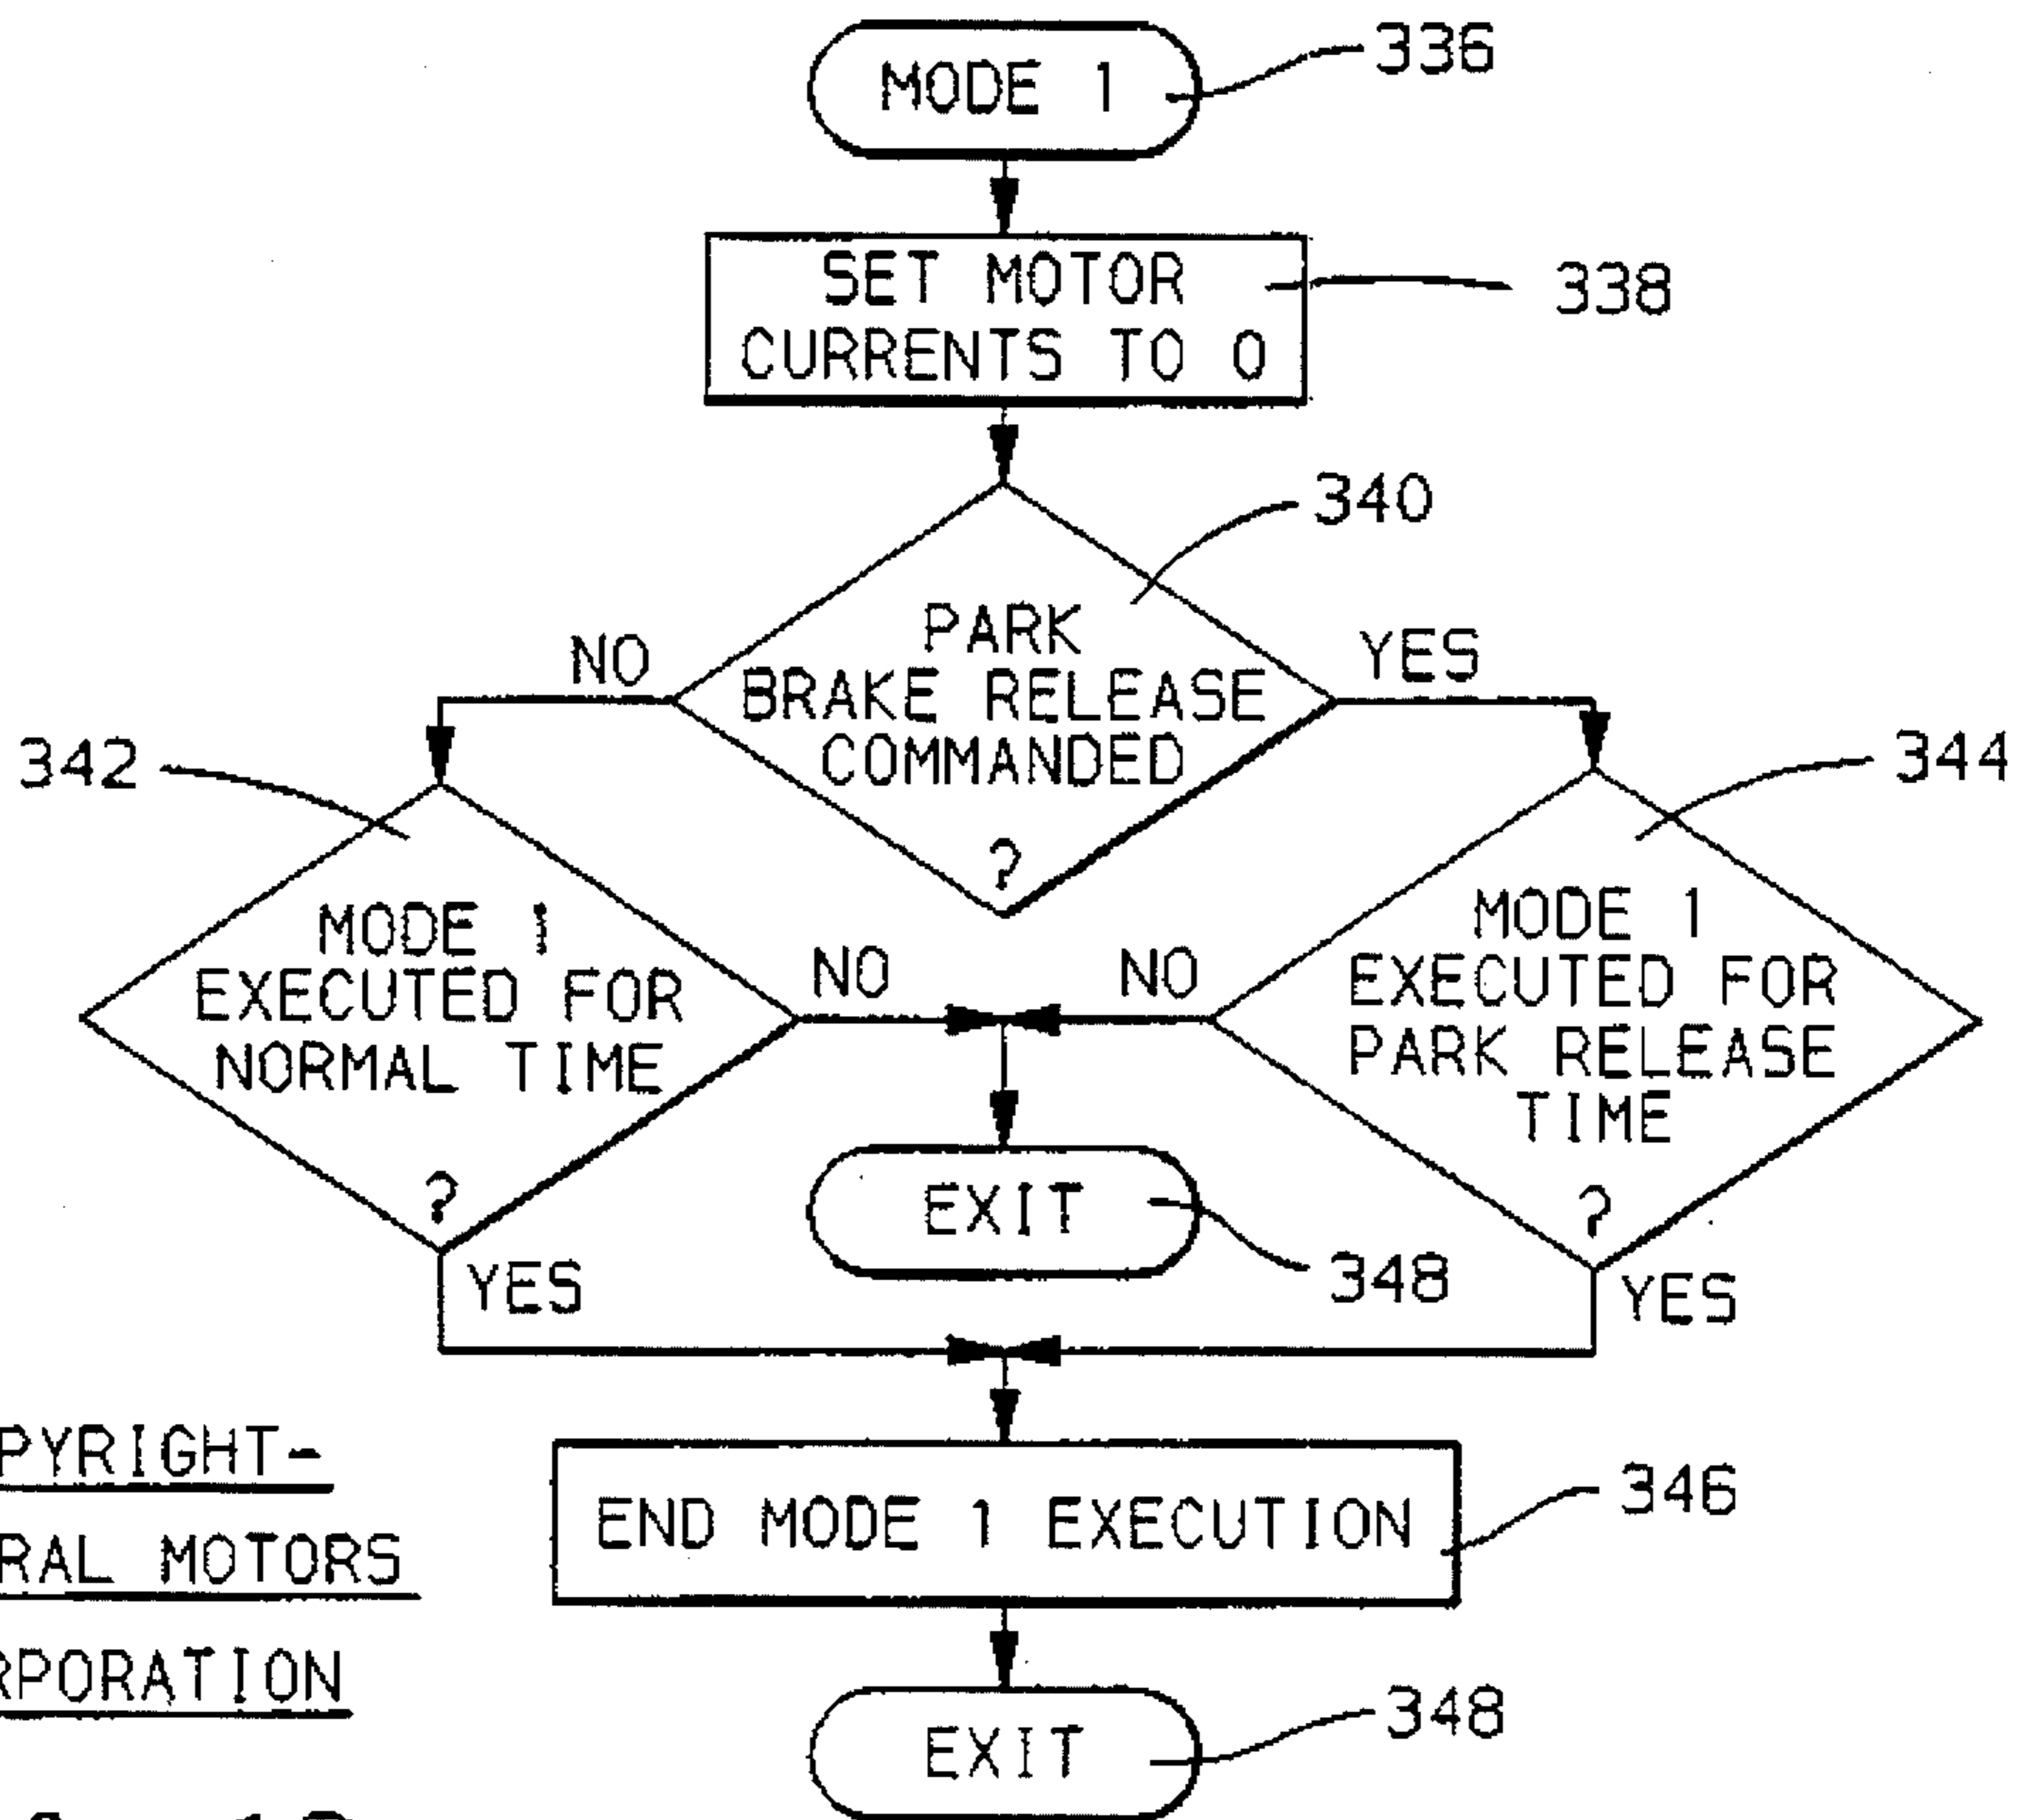 MODE 1
336
SET MOTOR
CURRENTS TO 0
338
PARK
BRAKE RELEASE
COMMANDED
?
340
NO
YES
342
MODE 1
EXECUTED FOR
NORMAL TIME
?
NO
YES
344
MODE 1
EXECUTED FOR
PARK RELEASE
TIME
?
NO
YES
EXIT
348
END MODE 1 EXECUTION
346
EXIT
348
PYRIGHT-
RAL MOTORS
RPORATION